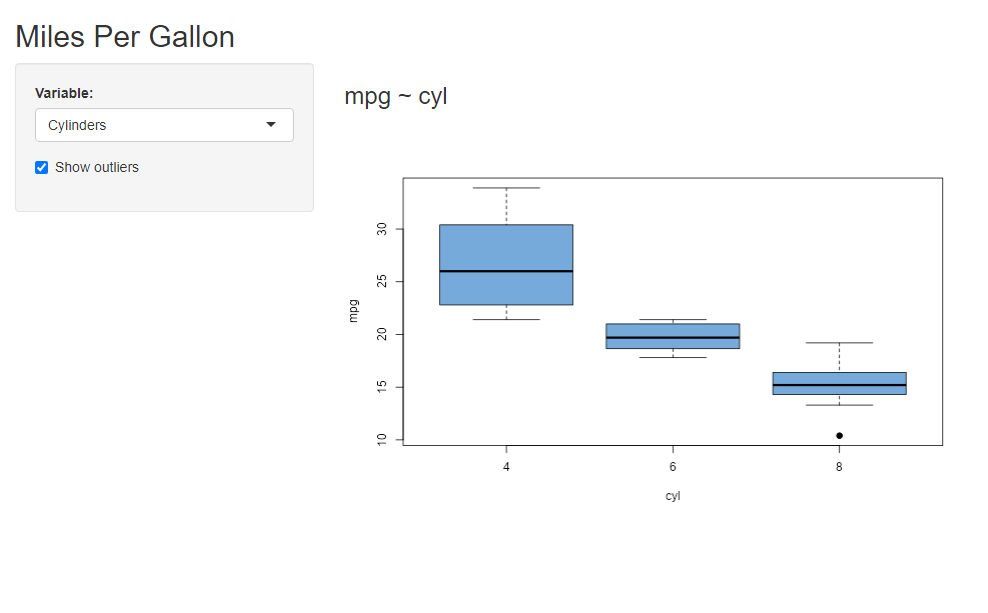 Miles Per Gallon
Variable:
Cylinders
Show outliers
mpg ~ cyl
mpg
30
25
20
15
10
4 6 8
cyl